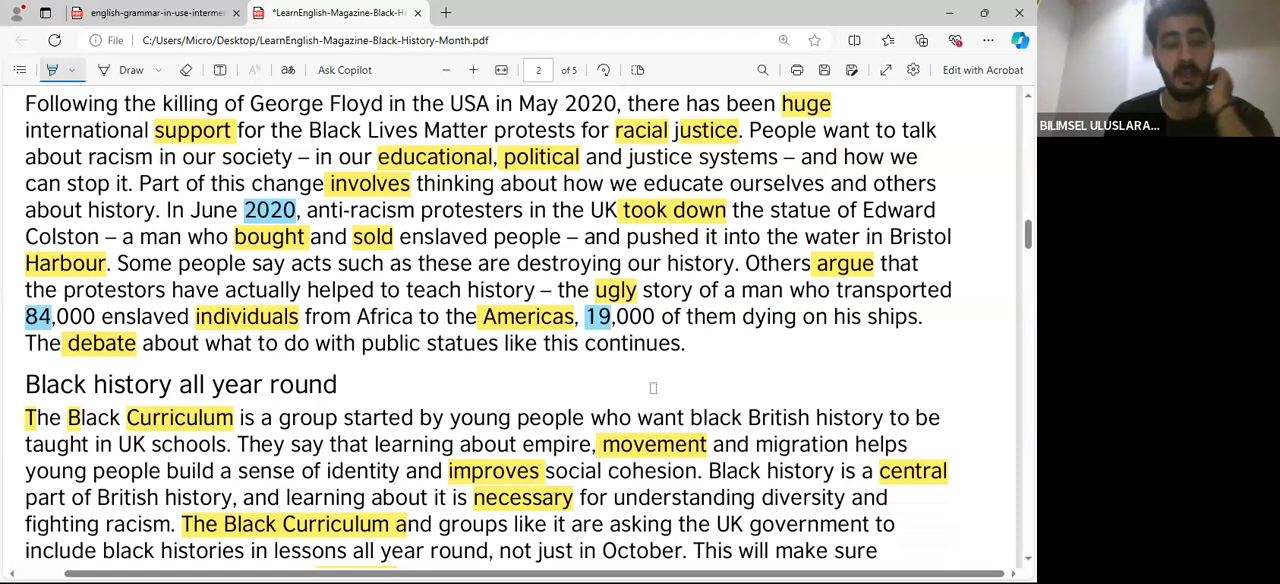 english-grammar-in-use-interme
*LearnEnglish-Magazine-Black-Hi
File
C:/Users/Micro/Desktop/LearnEnglish-Magazine-Black-History-Month.pdf
Draw
aあ
Ask Copilot
2
of 5
Edit with Acrobat
BILIMSEL ULUSLARA...
Following the killing of George Floyd in the USA in May 2020, there has been huge
international support for the Black Lives Matter protests for racial justice. People want to talk
about racism in our society – in our educational, political and justice systems – and how we
can stop it. Part of this change involves thinking about how we educate ourselves and others
about history. In June 2020, anti-racism protesters in the UK took down the statue of Edward
Colston – a man who bought and sold enslaved people – and pushed it into the water in Bristol
Harbour. Some people say acts such as these are destroying our history. Others argue that
the protestors have actually helped to teach history – the ugly story of a man who transported
84,000 enslaved individuals from Africa to the Americas, 19,000 of them dying on his ships.
The debate about what to do with public statues like this continues.
Black history all year round
The Black Curriculum is a group started by young people who want black British history to be
taught in UK schools. They say that learning about empire, movement and migration helps
young people build a sense of identity and improves social cohesion. Black history is a central
part of British history, and learning about it is necessary for understanding diversity and
fighting racism. The Black Curriculum and groups like it are asking the UK government to
include black histories in lessons all year round, not just in October. This will make sure